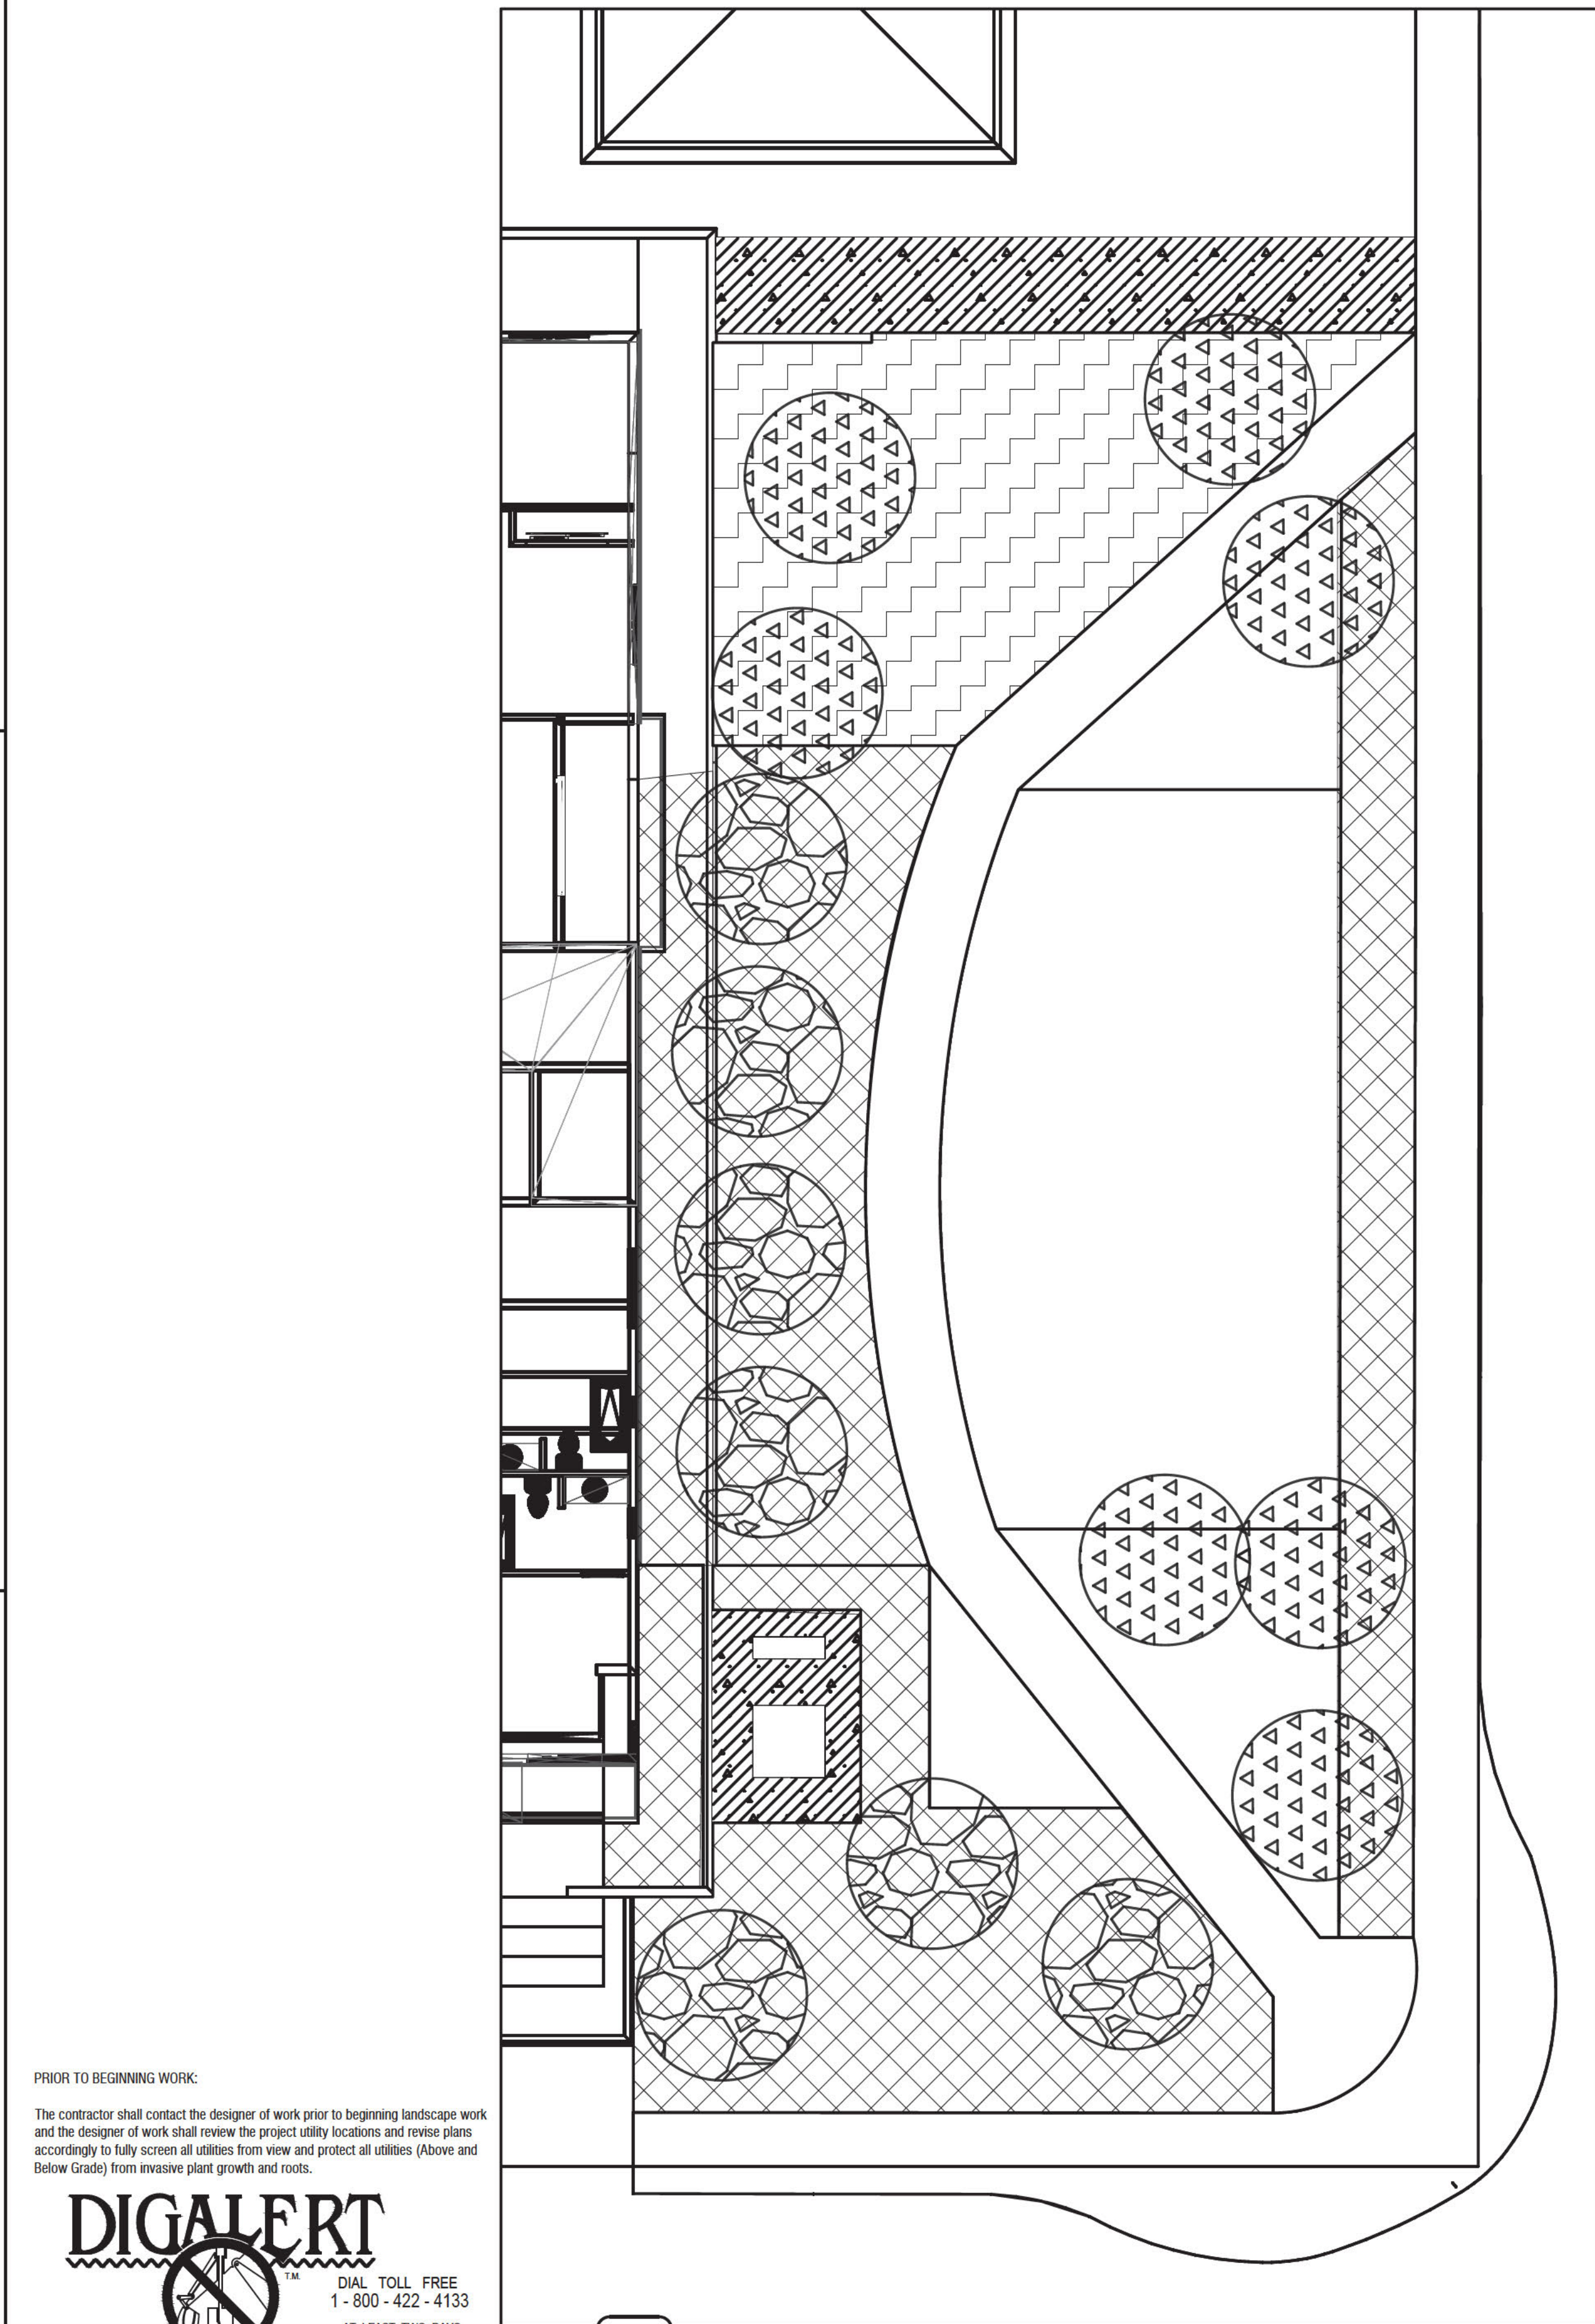 PRIOR TO BEGINNING WORK:
The contractor shall contact the designer of work prior to beginning landscape work
and the designer of work shall review the project utility locations and revise plans
accordingly to fully screen all utilities from view and protect all utilities (Above and
Below Grade) from invasive plant growth and roots.
DIGALERT
T.M.
DIAL TOLL FREE
1 - 800 - 422 - 4133